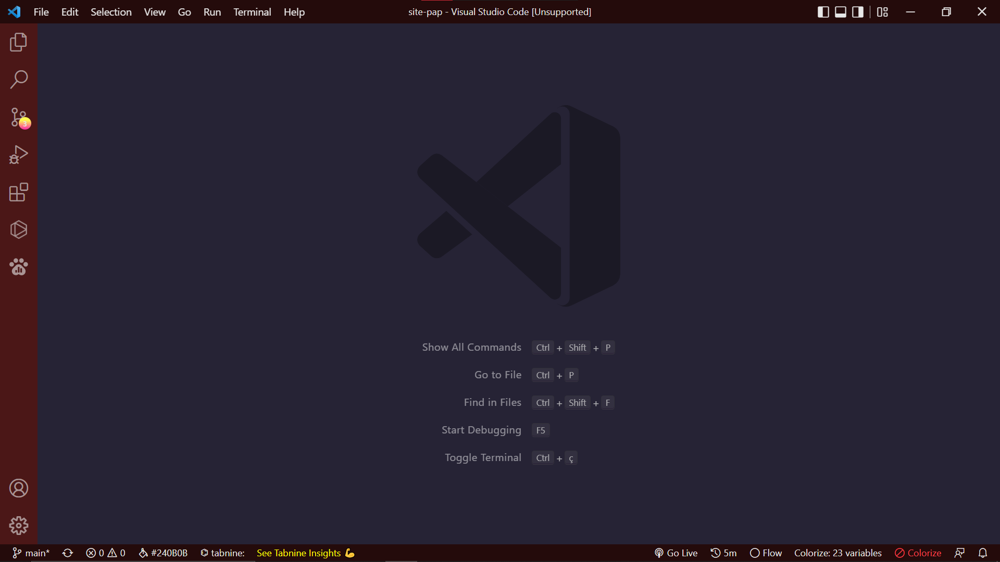 File Edit Selection View Go Run Terminal Help site-pap - Visual Studio Code [Unsupported]
3
Show All Commands Ctrl + Shift + P
Go to File Ctrl + P
Find in Files Ctrl + Shift + F
Start Debugging F5
Toggle Terminal Ctrl + ç
main* 0 0 #240B0B tabnine: See Tabnine Insights 💪 Go Live 5m Flow Colorize: 23 variables Colorize